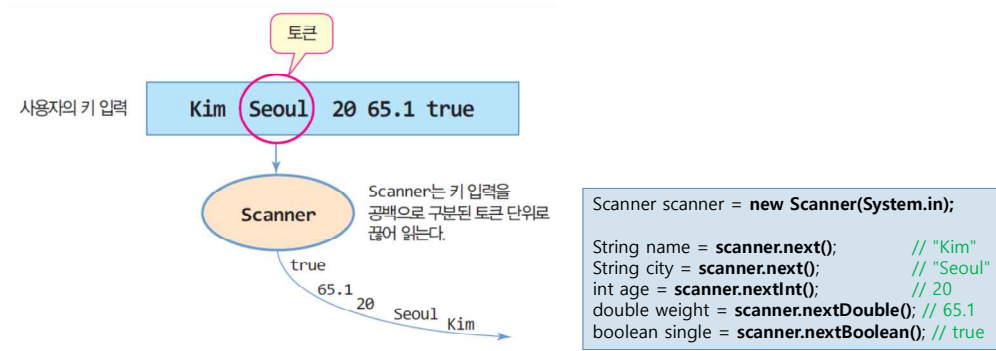 토큰
사용자의 키 입력
Kim Seoul 20 65.1 true
Scanner
Scanner는 키 입력을
공백으로 구분된 토큰 단위로
끊어 읽는다.
true
65.1
20
Seoul
Kim
Scanner scanner = new Scanner(System.in);
String name = scanner.next(); // "Kim"
String city = scanner.next(); // "Seoul"
int age = scanner.nextInt(); // 20
double weight = scanner.nextDouble(); // 65.1
boolean single = scanner.nextBoolean(); // true